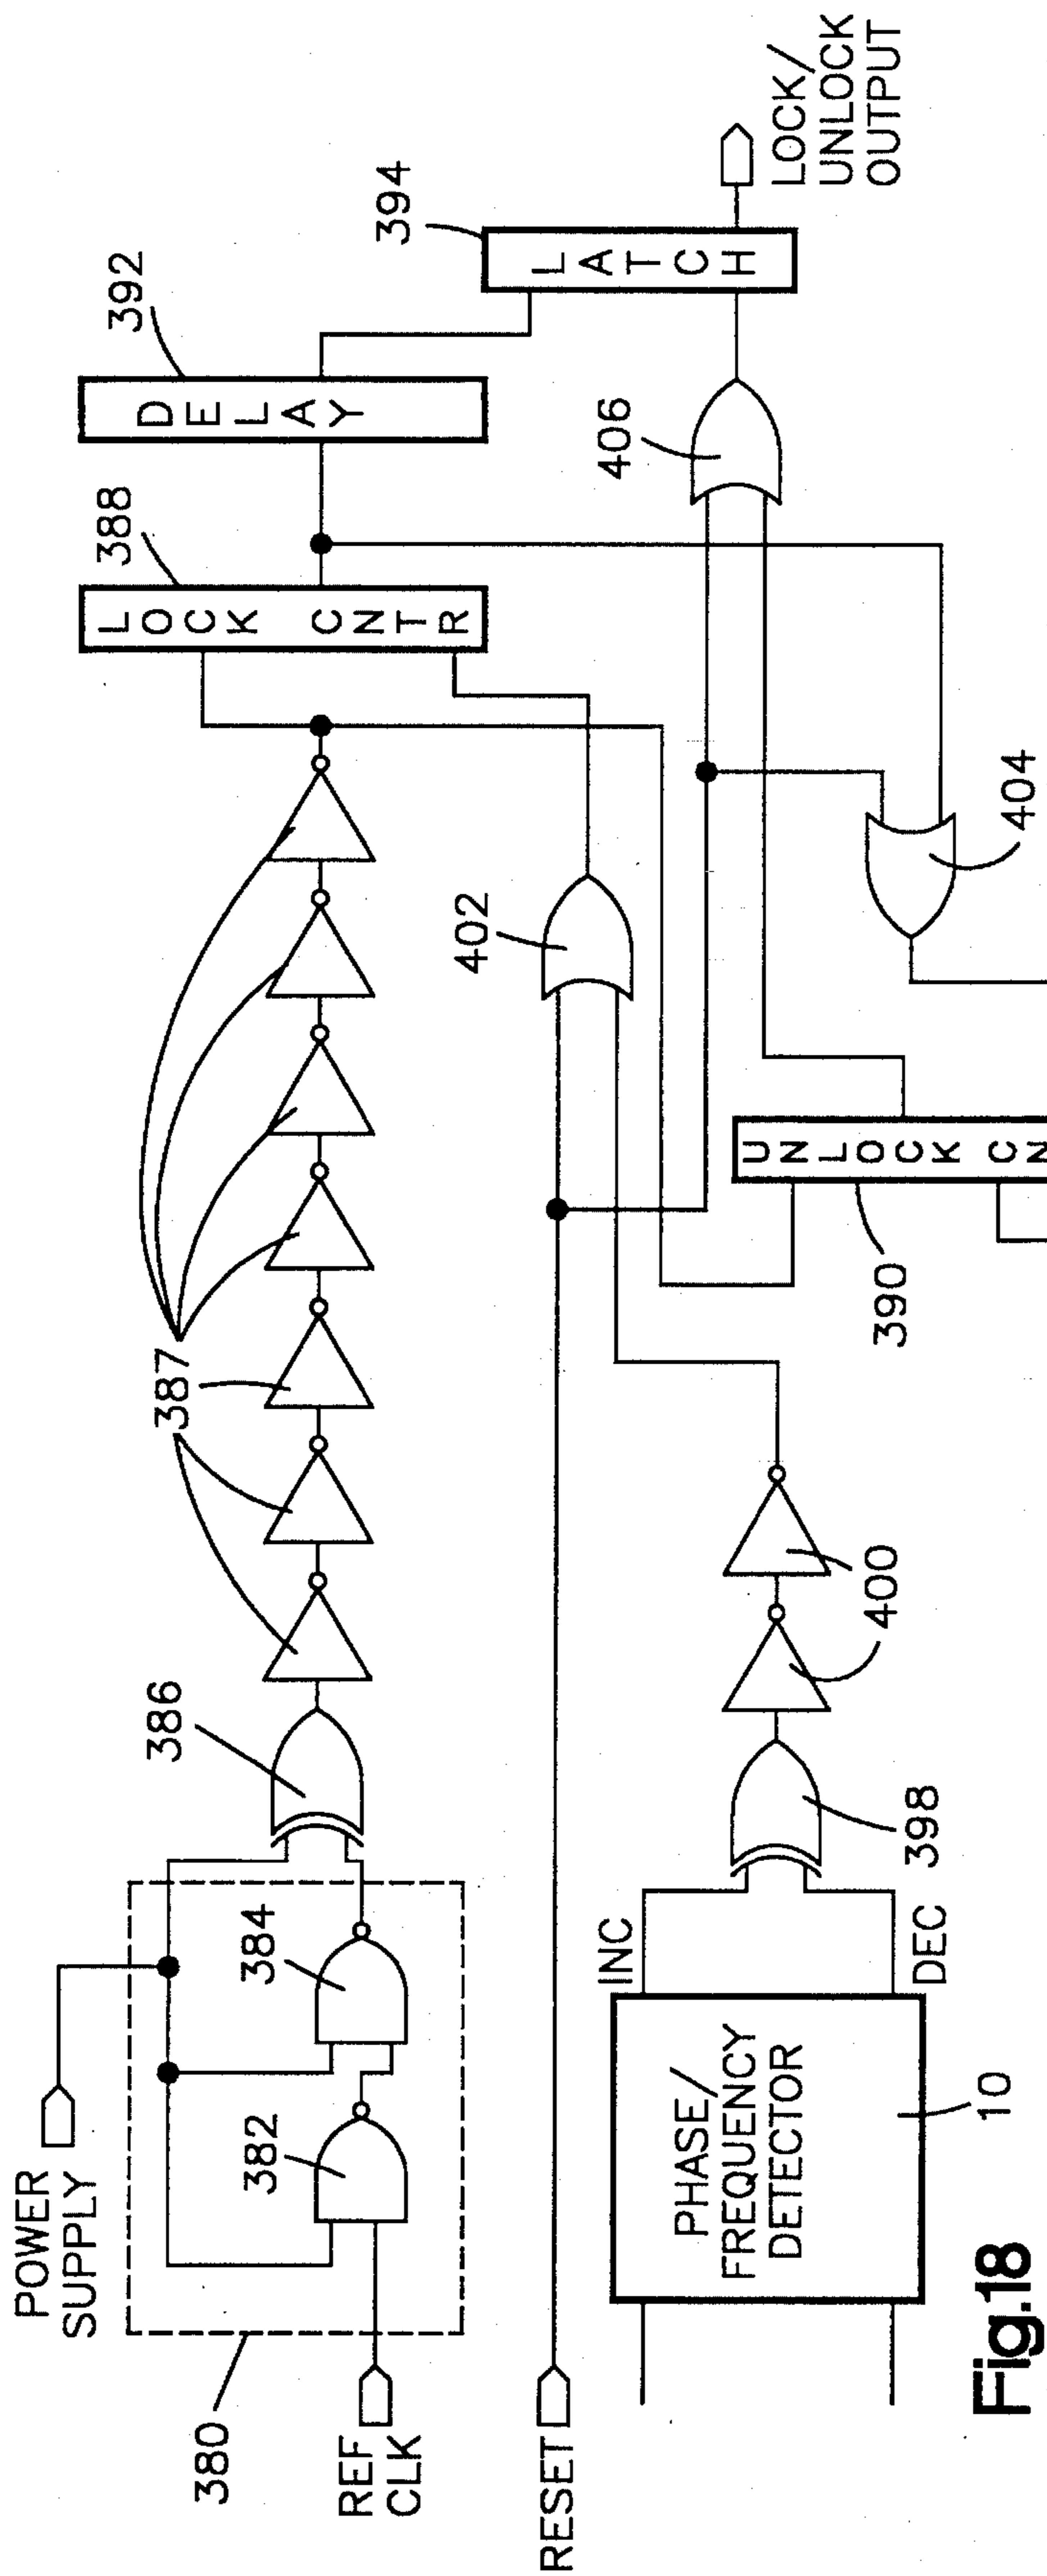 POWER
SUPPLY
380
382
384
386
387
388
392
394
LOCK CNTR
DELAY
LATCH
LOCK/
UNLOCK
OUTPUT
REF
CLK
RESET
402
406
404
390
UNLOCK CN
INC
DEC
PHASE/
FREQUENCY
DETECTOR
10
398
400
Fig.18